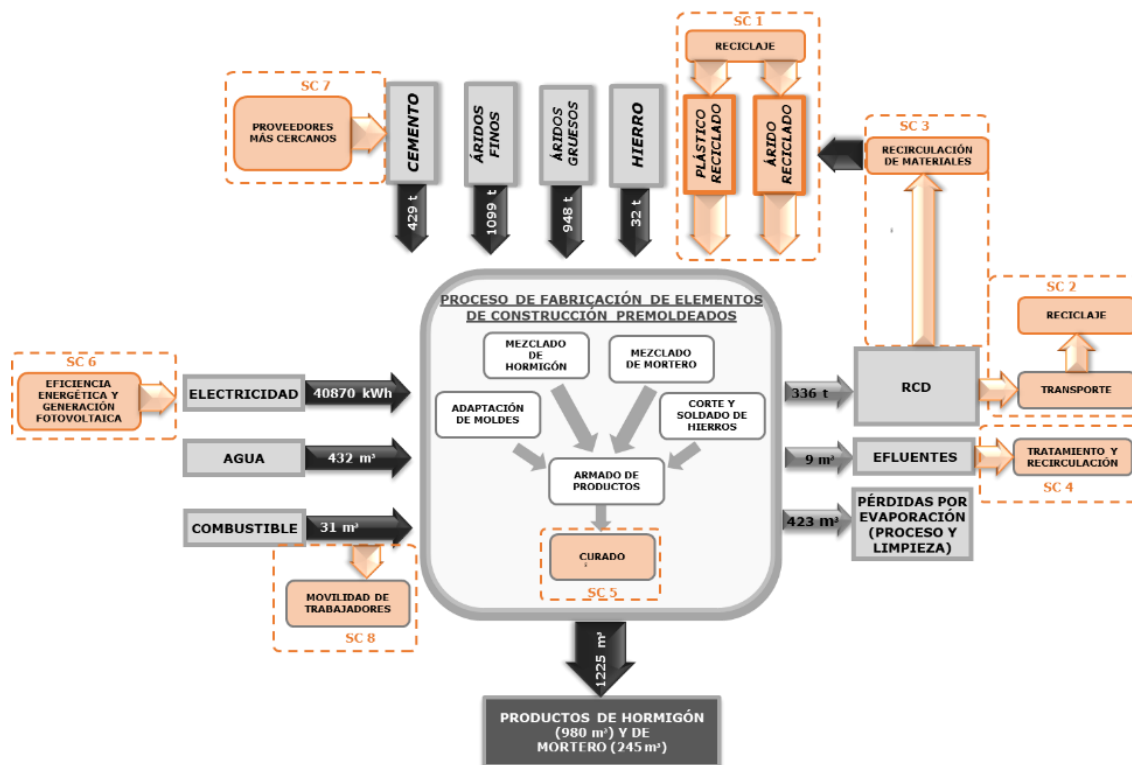 SC 1
RECICLAJE
SC 7
PROVEEDORES
MÁS CERCANOS
CEMENTO
ÁRIDOS
FINOS
ÁRIDOS
GRUESOS
HIERRO
PLÁSTICO
RECICLADO
ÁRIDO
RECICLADO
SC 3
RECIRCULACIÓN
DE MATERIALES
429 t
1099 t
948 t
32 t
PROCESO DE FABRICACIÓN DE ELEMENTOS
DE CONSTRUCCIÓN PREMOLDEADOS
MEZCLADO
DE
HORMIGÓN
MEZCLADO
DE MORTERO
ADAPTACIÓN
DE MOLDES
CORTE Y
SOLDADO DE
HIERROS
ARMADO DE
PRODUCTOS
CURADO
SC 5
SC 6
EFICIENCIA
ENERGÉTICA Y
GENERACIÓN
FOTOVOLTAICA
ELECTRICIDAD
40870 kWh
AGUA
432 m³
COMBUSTIBLE
31 m³
MOVILIDAD DE
TRABAJADORES
SC 8
336 t
RCD
SC 2
RECICLAJE
TRANSPORTE
9 m³
EFLUENTES
TRATAMIENTO Y
RECIRCULACIÓN
SC 4
423 m³
PÉRDIDAS POR
EVAPORACIÓN
(PROCESO Y
LIMPIEZA)
1225 m³
PRODUCTOS DE HORMIGÓN
(980 m³) Y DE
MORTERO (245 m³)